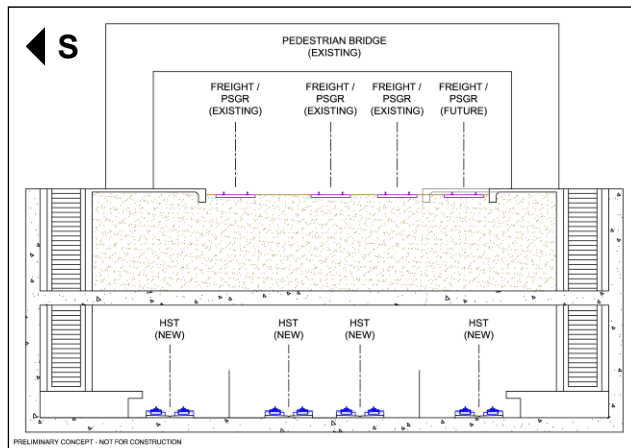 S
PEDESTRIAN BRIDGE
(EXISTING)
FREIGHT /
PSGR
(EXISTING)
FREIGHT /
PSGR
(EXISTING)
FREIGHT /
PSGR
(EXISTING)
FREIGHT /
PSGR
(FUTURE)
HST
(NEW)
HST
(NEW)
HST
(NEW)
HST
(NEW)
PRELIMINARY CONCEPT - NOT FOR CONSTRUCTION